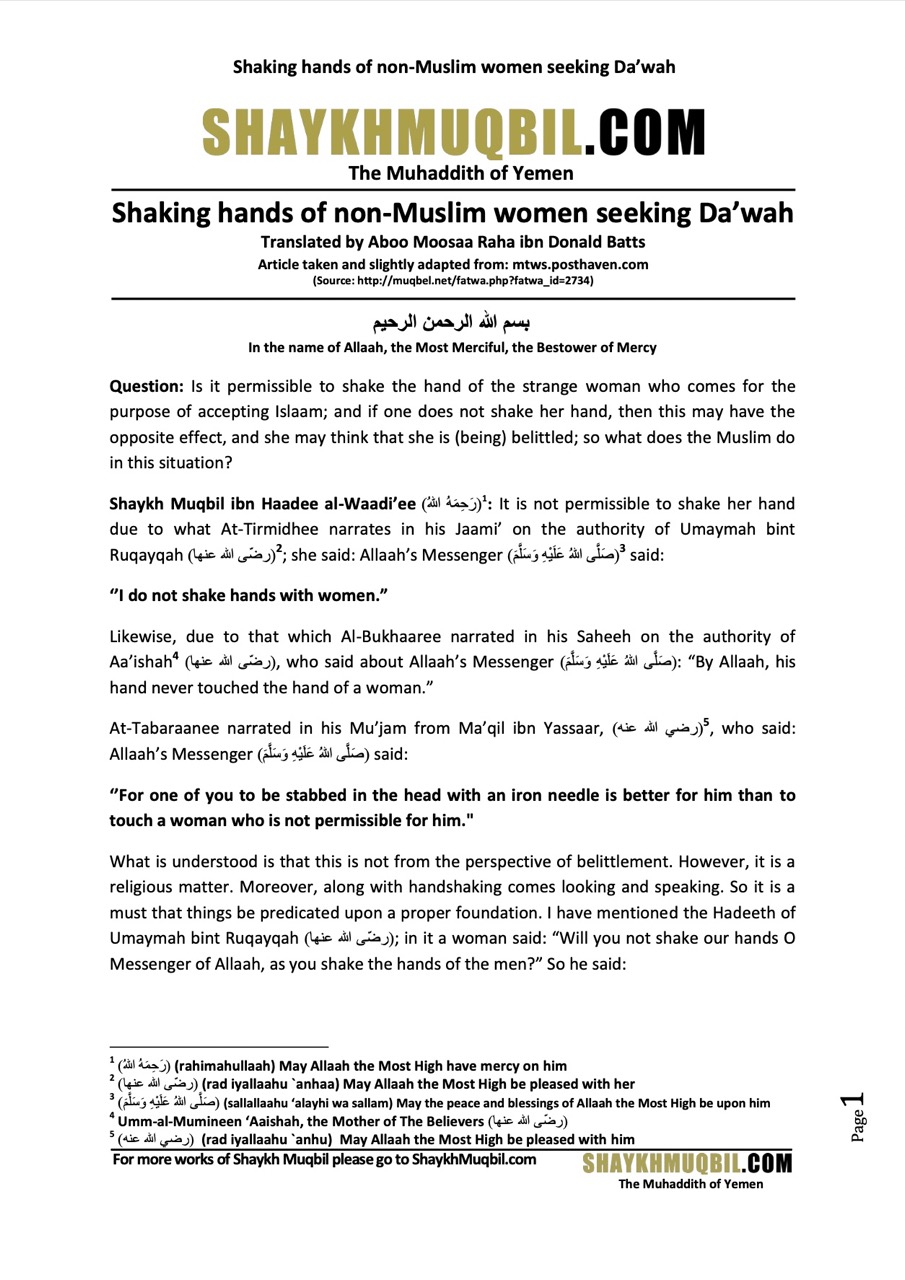 Shaking hands of non-Muslim women seeking Da’wah
SHAYKHMUQBIL.COM
The Muhaddith of Yemen
Shaking hands of non-Muslim women seeking Da’wah
Translated by Aboo Moosaa Raha ibn Donald Batts
Article taken and slightly adapted from: mtws.posthaven.com
(Source: http://muqbel.net/fatwa.php?fatwa_id=2734)
بسم الله الرحمن الرحيم
In the name of Allaah, the Most Merciful, the Bestower of Mercy
Question: Is it permissible to shake the hand of the strange woman who comes for the
purpose of accepting Islaam; and if one does not shake her hand, then this may have the
opposite effect, and she may think that she is (being) belittled; so what does the Muslim do
in this situation?
Shaykh Muqbil ibn Haadee al-Waadi’ee (رَحِمَهُ اللهُ)1: It is not permissible to shake her hand
due to what At-Tirmidhee narrates in his Jaami’ on the authority of Umaymah bint
Ruqayqah (رضّى الله عنها)2; she said: Allaah’s Messenger (صَلَّى اللهُ عَلَيْهِ وَسَلَّمَ)3 said:
‘’I do not shake hands with women.”
Likewise, due to that which Al-Bukhaaree narrated in his Saheeh on the authority of
Aa’ishah4 (رضّى الله عنها), who said about Allaah’s Messenger (صَلَّى اللهُ عَلَيْهِ وَسَلَّمَ): “By Allaah, his
hand never touched the hand of a woman.”
At-Tabaraanee narrated in his Mu’jam from Ma’qil ibn Yassaar, (رضي الله عنه)5, who said:
Allaah’s Messenger (صَلَّى اللهُ عَلَيْهِ وَسَلَّمَ) said:
‘’For one of you to be stabbed in the head with an iron needle is better for him than to
touch a woman who is not permissible for him."
What is understood is that this is not from the perspective of belittlement. However, it is a
religious matter. Moreover, along with handshaking comes looking and speaking. So it is a
must that things be predicated upon a proper foundation. I have mentioned the Hadeeth of
Umaymah bint Ruqayqah (رضّى الله عنها); in it a woman said: “Will you not shake our hands O
Messenger of Allaah, as you shake the hands of the men?” So he said:
1 (رَحِمَهُ اللهُ) (rahimahullaah) May Allaah the Most High have mercy on him
2 (رضّى الله عنها) (rad iyallaahu `anhaa) May Allaah the Most High be pleased with her
3 (صَلَّى اللهُ عَلَيْهِ وَسَلَّمَ) (sallallaahu ‘alayhi wa sallam) May the peace and blessings of Allaah the Most High be upon him
4 Umm-al-Mumineen ‘Aaishah, the Mother of The Believers (رضّى الله عنها)
5 (رضي الله عنه) (rad iyallaahu `anhu) May Allaah the Most High be pleased with him
For more works of Shaykh Muqbil please go to ShaykhMuqbil.com
SHAYKHMUQBIL.COM
The Muhaddith of Yemen
Page 1